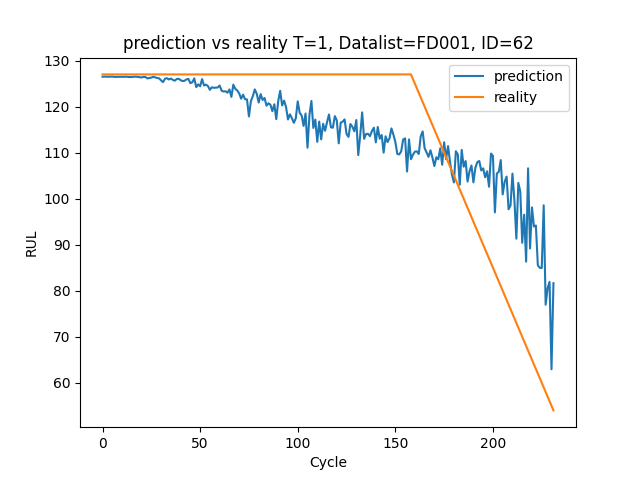 prediction vs reality T=1, Datalist=FD001, ID=62
prediction
reality
RUL
130
120
110
100
90
80
70
60
0 50 100 150 200
Cycle